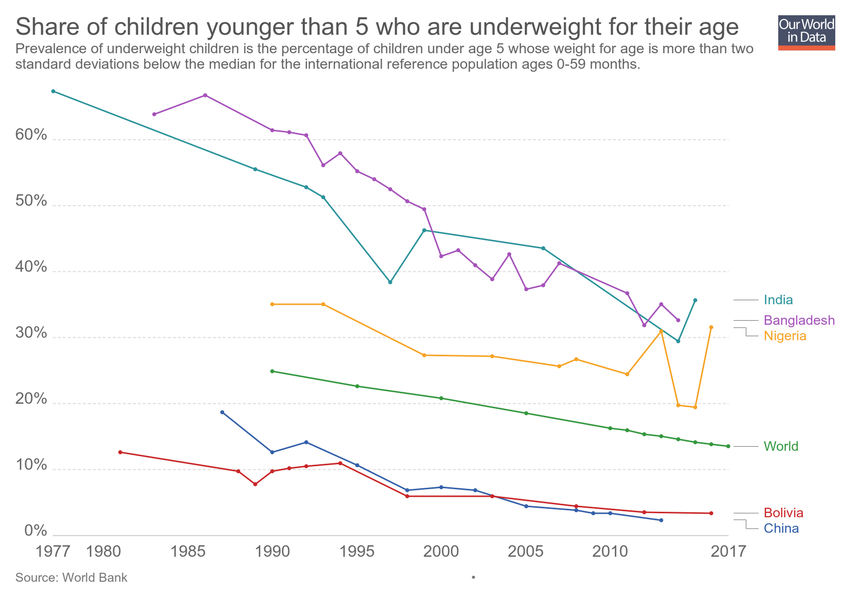 Share of children younger than 5 who are underweight for their age
Our World
in Data
Prevalence of underweight children is the percentage of children under age 5 whose weight for age is more than two
standard deviations below the median for the international reference population ages 0-59 months.
60%
50%
40%
30%
20%
10%
0%
India
Bangladesh
Nigeria
World
Bolivia
China
1977 1980 1985 1990 1995 2000 2005 2010 2017
Source: World Bank